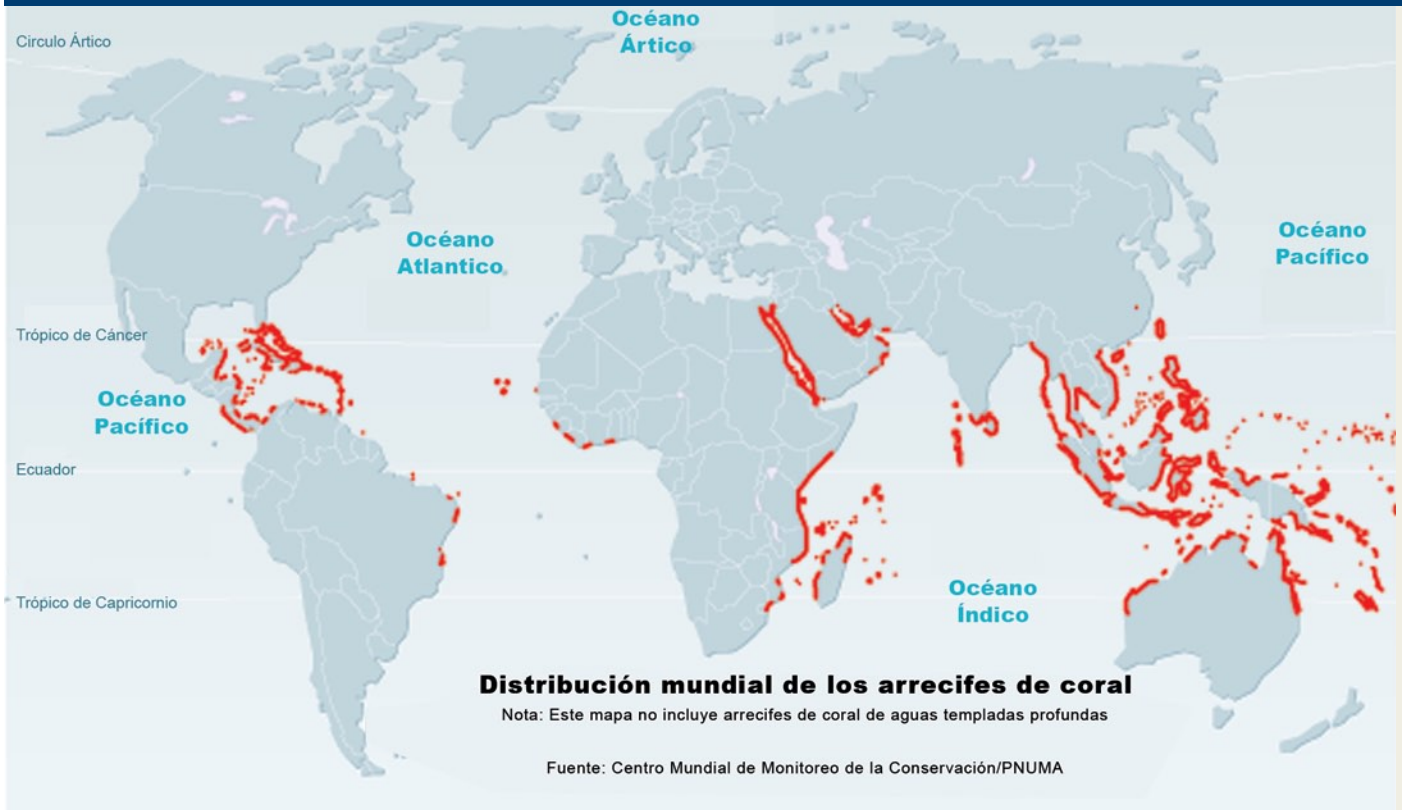 Océano
Ártico
Circulo Ártico
Océano
Atlantico
Océano
Pacífico
Trópico de Cáncer
Océano
Pacífico
Ecuador
Océano
Índico
Trópico de Capricornio
Distribución mundial de los arrecifes de coral
Nota: Este mapa no incluye arrecifes de coral de aguas templadas profundas
Fuente: Centro Mundial de Monitoreo de la Conservación/PNUMA